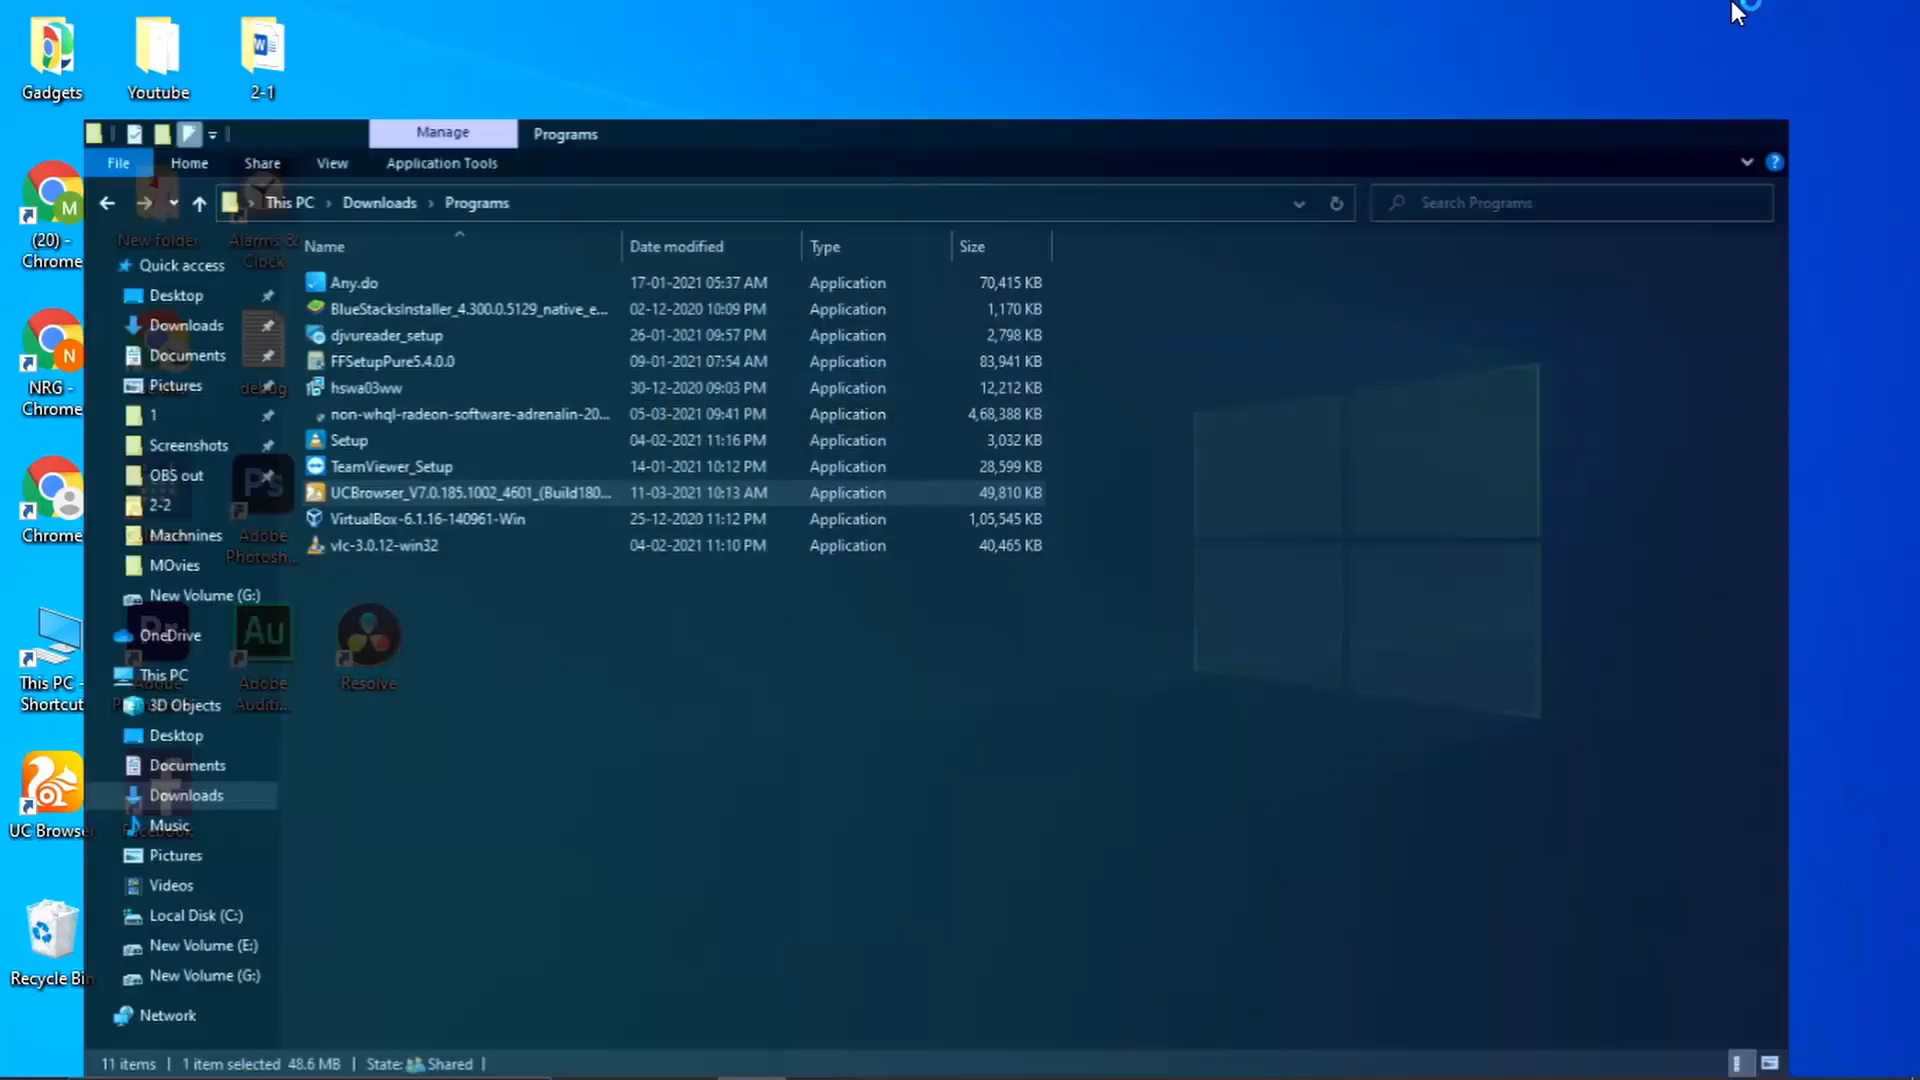 Gadgets
Youtube
2-1
Manage
Programs
File
Home
Share
View
Application Tools
This PC
Downloads
Programs
Search Programs
(20) -
Chrome
New folder
Alarms &
Clock
Name
Date modified
Type
Size
Any.do
17-01-2021 05:37 AM
Application
70,415 KB
BlueStacksInstaller_4.300.0.5129_native_e...
02-12-2020 10:09 PM
Application
1,170 KB
djvureader_setup
26-01-2021 09:57 PM
Application
2,798 KB
FFSetupPure5.4.0.0
09-01-2021 07:54 AM
Application
83,941 KB
hswa03ww
30-12-2020 09:03 PM
Application
12,212 KB
non-whql-radeon-software-adrenalin-20...
05-03-2021 09:41 PM
Application
4,68,388 KB
Setup
04-02-2021 11:16 PM
Application
3,032 KB
TeamViewer_Setup
14-01-2021 10:12 PM
Application
28,599 KB
UCBrowser_V7.0.185.1002_4601_(Build180...
11-03-2021 10:13 AM
Application
49,810 KB
VirtualBox-6.1.16-140961-Win
25-12-2020 11:12 PM
Application
1,05,545 KB
vlc-3.0.12-win32
04-02-2021 11:10 PM
Application
40,465 KB
Quick access
Desktop
Downloads
Documents
Pictures
1
Screenshots
OBS out
2-2
Machnines
MOvies
New Volume (G:)
OneDrive
This PC
3D Objects
Desktop
Documents
Downloads
Music
Pictures
Videos
Local Disk (C:)
New Volume (E:)
New Volume (G:)
Network
M
N
NRG -
Chrome
debug
Chrome
Ps
Adobe
Photosh...
This PC -
Shortcut
Pr
Adobe
Au
Adobe
Auditi...
Resolve
UC Browse
Facebook
Recycle Bin
11 items
1 item selected 48.6 MB
State:
Shared